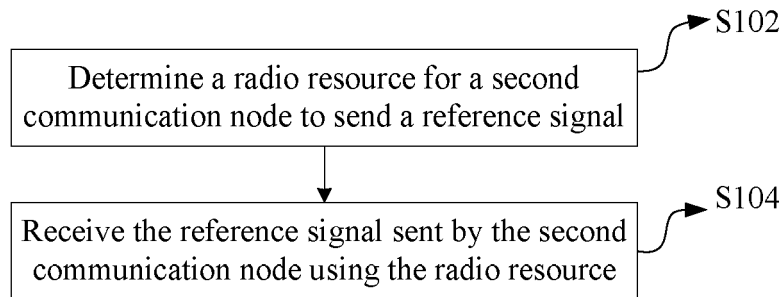 S102
Determine a radio resource for a second
communication node to send a reference signal
S104
Receive the reference signal sent by the second
communication node using the radio resource